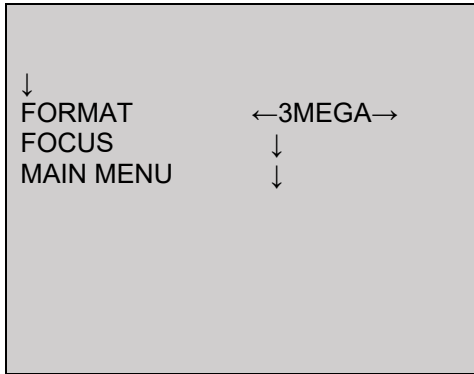 ↓
FORMAT ←3MEGA→
FOCUS ↓
MAIN MENU ↓